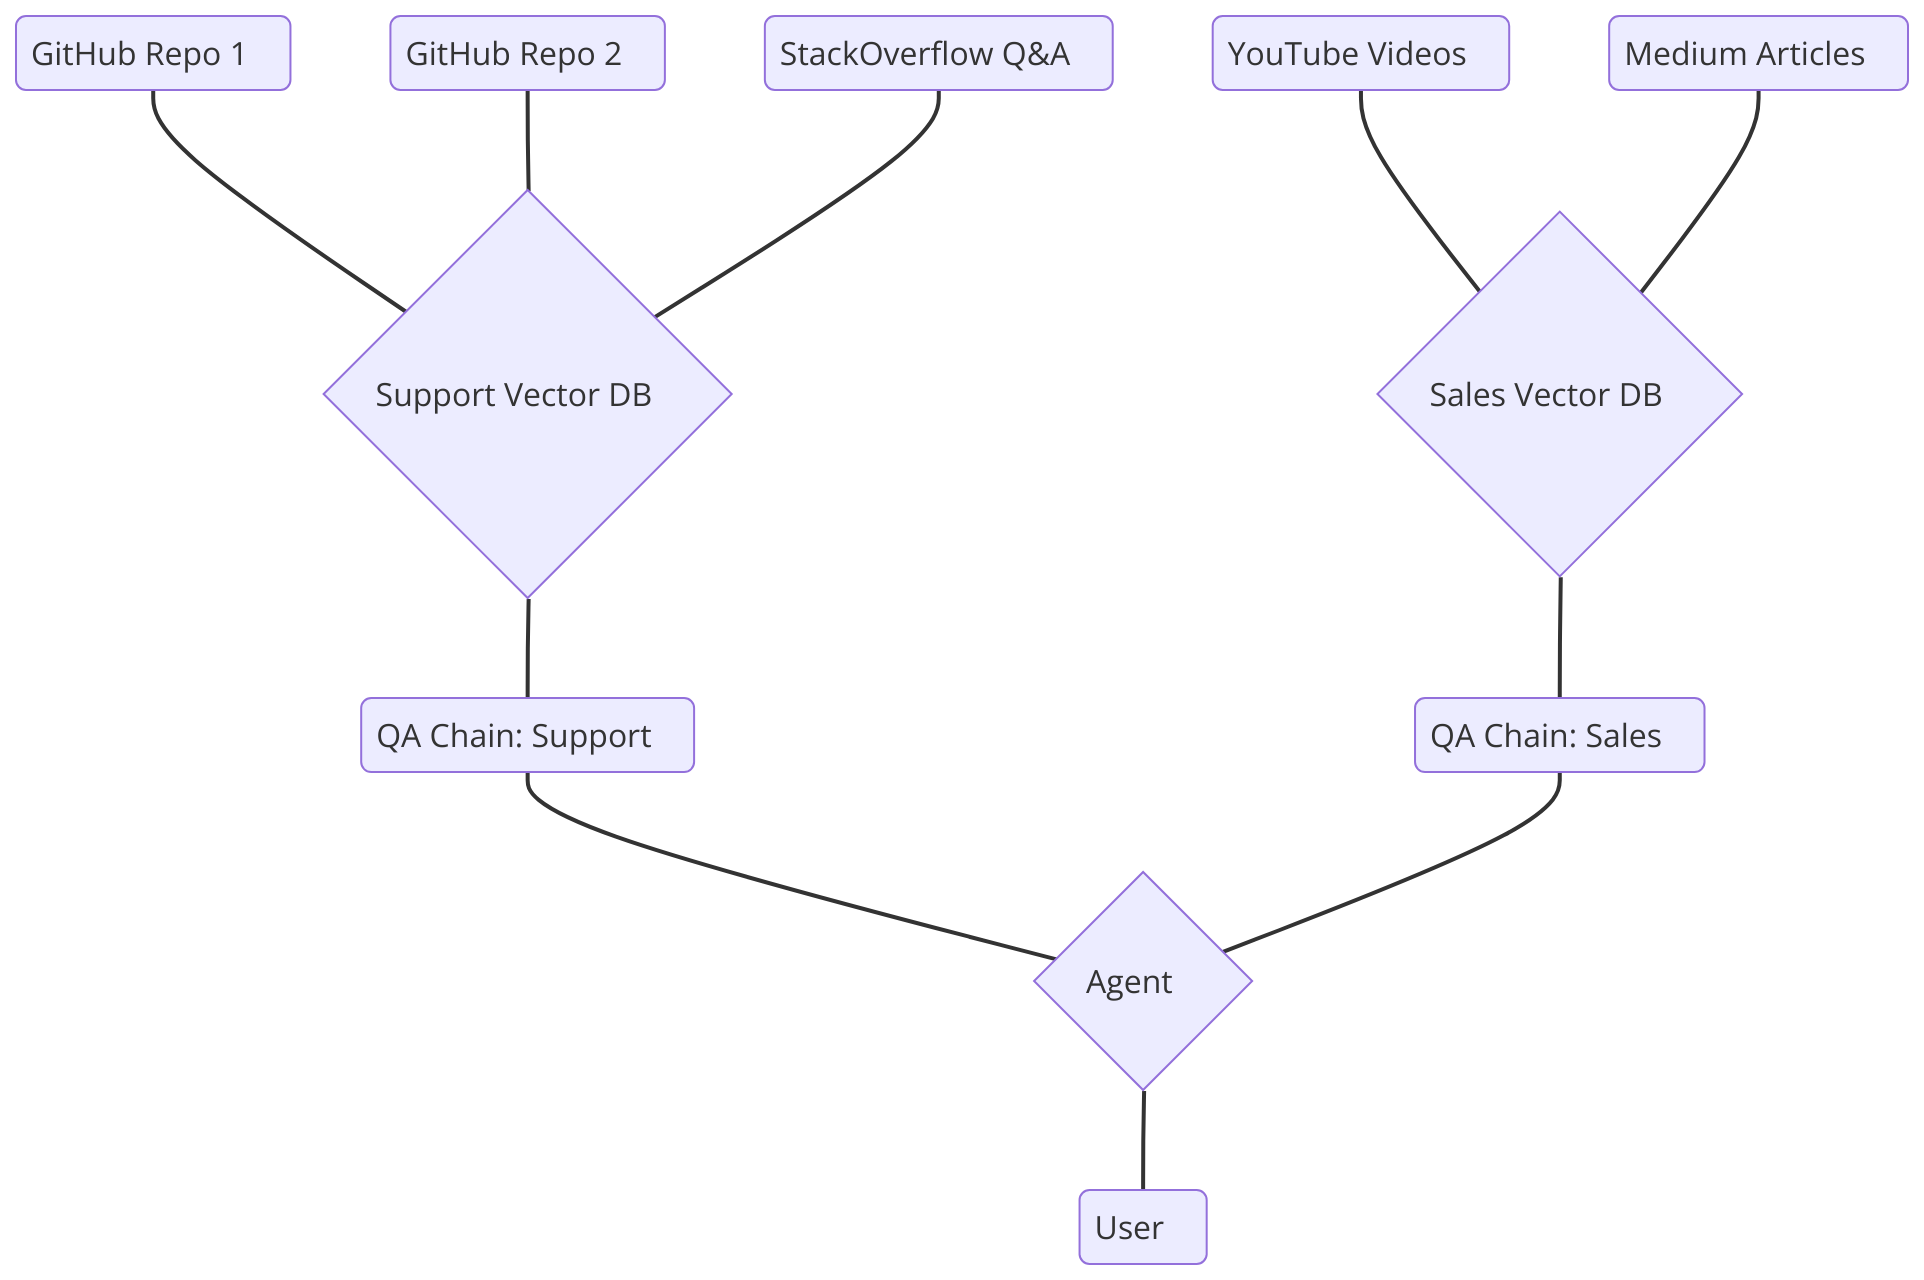 GitHub Repo 1
GitHub Repo 2
StackOverflow Q&A
YouTube Videos
Medium Articles
Support Vector DB
Sales Vector DB
QA Chain: Support
QA Chain: Sales
Agent
User